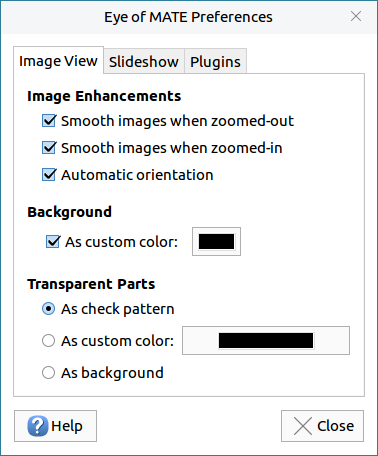 Eye of MATE Preferences
Image View Slideshow Plugins
Image Enhancements
Smooth images when zoomed-out
Smooth images when zoomed-in
Automatic orientation
Background
As custom color:
Transparent Parts
As check pattern
As custom color:
As background
Help Close